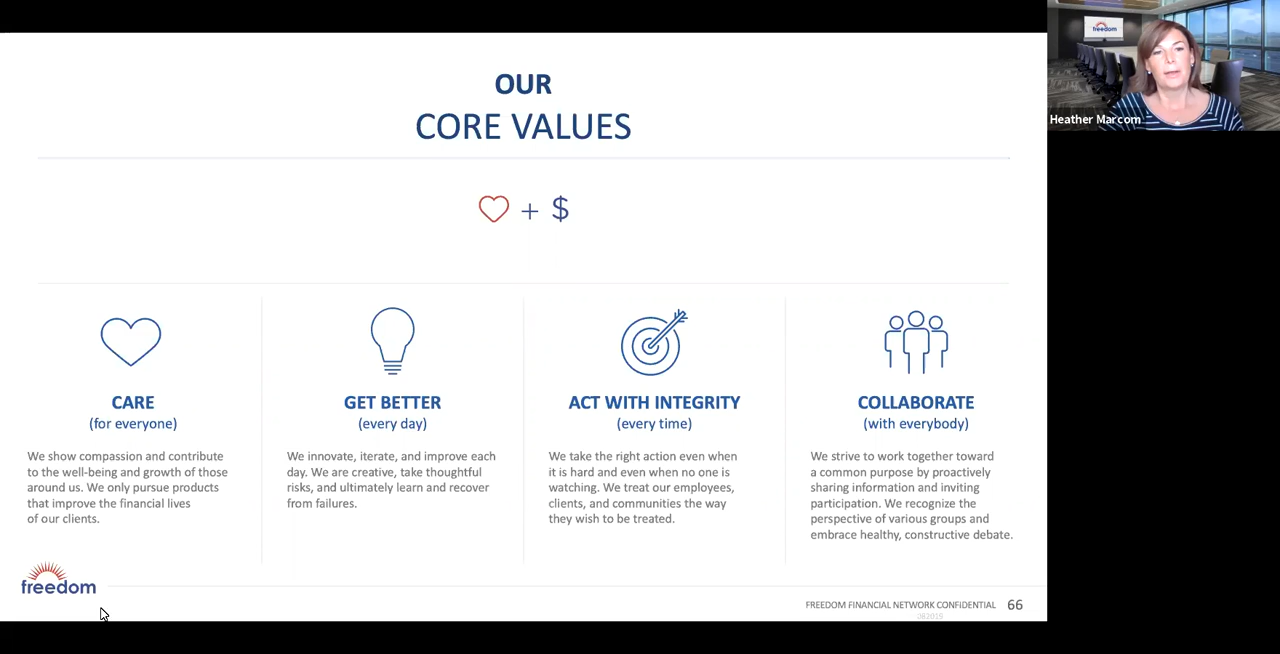 freedom
Heather Marcom
OUR
CORE VALUES
+ $
CARE
(for everyone)
We show compassion and contribute
to the well-being and growth of those
around us. We only pursue products
that improve the financial lives
of our clients.
GET BETTER
(every day)
We innovate, iterate, and improve each
day. We are creative, take thoughtful
risks, and ultimately learn and recover
from failures.
ACT WITH INTEGRITY
(every time)
We take the right action even when
it is hard and even when no one is
watching. We treat our employees,
clients, and communities the way
they wish to be treated.
COLLABORATE
(with everybody)
We strive to work together toward
a common purpose by proactively
sharing information and inviting
participation. We recognize the
perspective of various groups and
embrace healthy, constructive debate.
freedom
FREEDOM FINANCIAL NETWORK CONFIDENTIAL 66